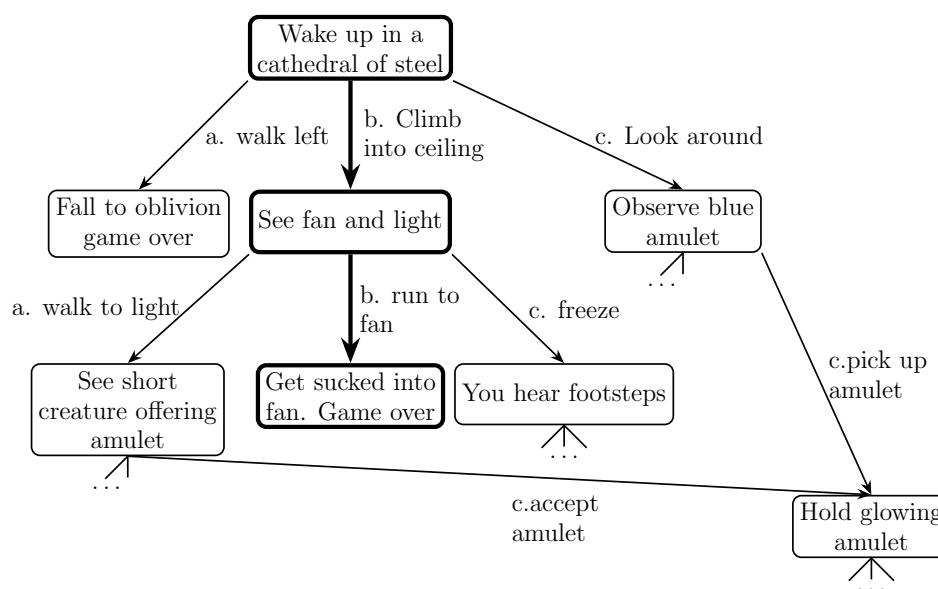 Wake up in a
cathedral of steel
a. walk left
b. Climb
into ceiling
c. Look around
Fall to oblivion
game over
See fan and light
Observe blue
amulet
. . .
a. walk to light
b. run to
fan
c. freeze
c.pick up
amulet
See short
creature offering
amulet
Get sucked into
fan. Game over
You hear footsteps
. . .
. . .
c.accept
amulet
Hold glowing
amulet
. . .